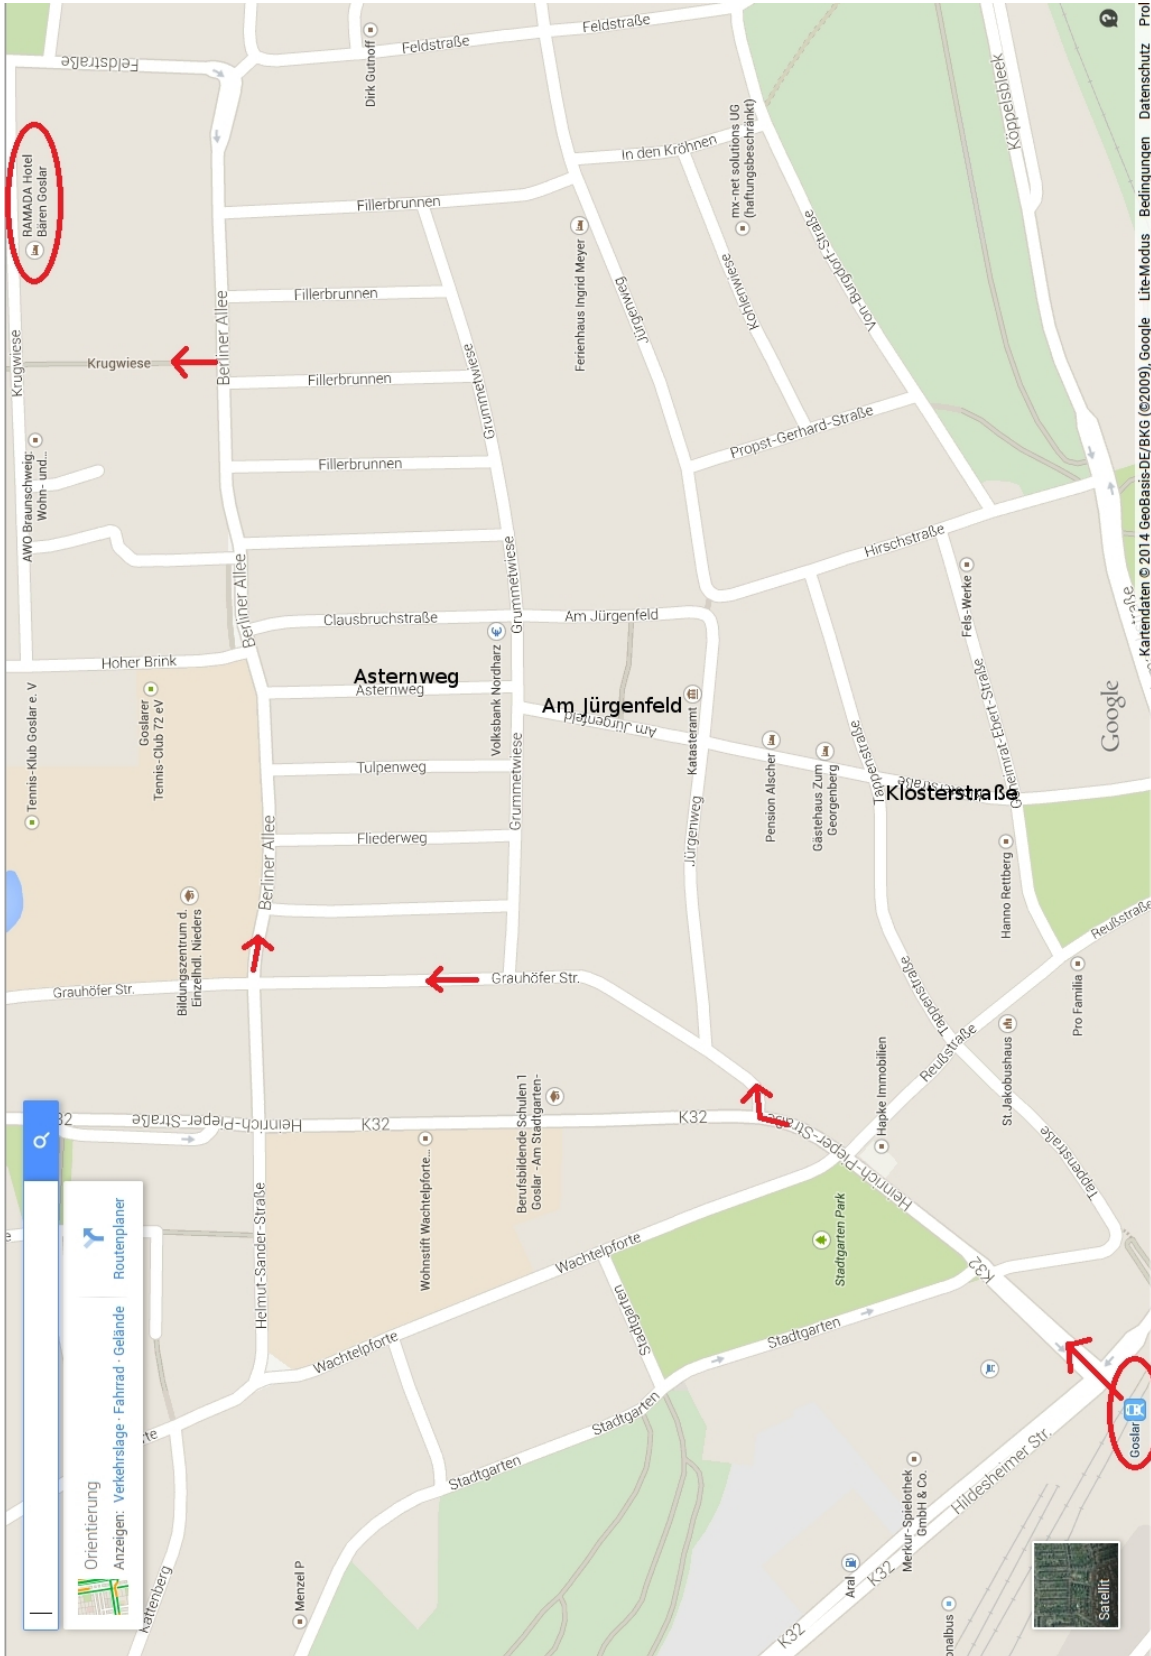 Feldstraße
Feldstraße
Feldstraße
Dirk Gutnoff
RAMADA Hotel
Bären Goslar
Krugwiese
Krugwiese
Berliner Allee
Fillerbrunnen
Fillerbrunnen
Fillerbrunnen
Fillerbrunnen
In den Kröhnen
mx-net solutions UG
(haftungsbeschränkt)
Köppelsbleek
Ferienhaus Ingrid Meyer
Jürgenweg
Kohlenwiese
Von-Burgdorf-Straße
Propst-Gerhard-Straße
Grummetwiese
AWO Braunschweig:
Wohn- und...
Berliner Allee
Grummetwiese
Hirschstraße
Fels-Werke
Clausbruchstraße
Am Jürgenfeld
Hoher Brink
Asternweg
Asternweg
Am Jürgenfeld
Am Jürgenfeld
Volksbank Nordharz
Katasteramt
Tennis-Klub Goslar e. V
Goslarer
Tennis-Club 72 eV
Tulpenweg
Grummetwiese
Fliederweg
Berliner Allee
Jürgenweg
Pension Alscher
Gästehaus Zum
Georgenberg
Tappenstraße
Klosterstraße
Geheimrat-Ebert-Straße
Hanno Rettberg
Reußstraße
Pro Familia
Bildungszentrum d.
Einzelhdl. Nieders
Grauhöfer Str.
Grauhöfer Str.
Tappenstraße
Reußstraße
St.Jakobushaus
Hapke Immobilien
Berufsbildende Schulen 1
Goslar - Am Stadtgarten-
Heinrich-Pieper-Straße
K32
K32
Heinrich-Pieper-Straße
Tappenstraße
Wohnstift Wachtelpforte...
Helmut-Sander-Straße
Wachtelpforte
Wachtelpforte
Stadtgarten Park
Stadtgarten
Stadtgarten
Stadtgarten
Stadtgarten
K32
Goslar
Hildesheimer Str.
Merkur-Spielothek
GmbH & Co.
Aral
K32
K32
Menzel P
Kattenberg
Orientierung
Anzeigen: Verkehrslage · Fahrrad · Gelände
Routenplaner
Satellit
Google
Kartendaten © 2014 GeoBasis-DE/BKG (©2009), Google Lite-Modus Bedingungen Datenschutz